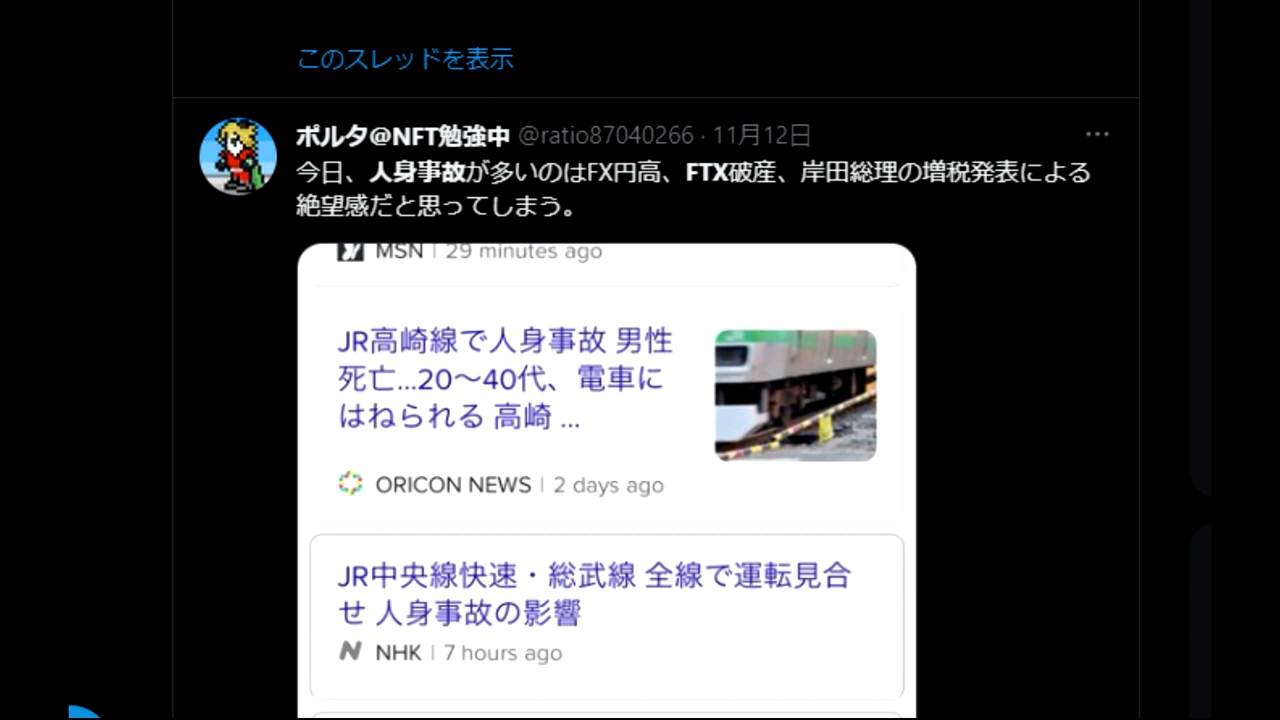 このスレッドを表示
ポルタ@NFT勉強中 @ratio87040266 · 11月12日
今日、人身事故が多いのはFX円高、FTX破産、岸田総理の増税発表による
絶望感だと思ってしまう。
MSN | 29 minutes ago
JR高崎線で人身事故 男性
死亡...20〜40代、電車に
はねられる 高崎 ...
ORICON NEWS | 2 days ago
JR中央線快速・総武線 全線で運転見合
せ 人身事故の影響
NHK | 7 hours ago